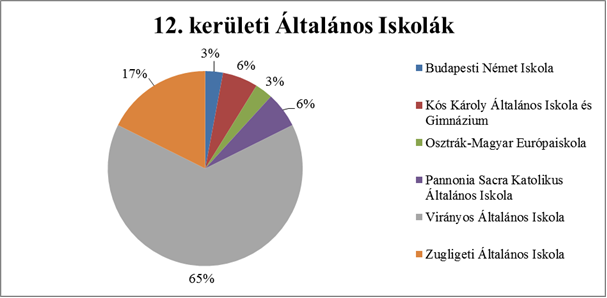 12. kerületi Általános Iskolák
3%
6%
3%
6%
17%
65%
Budapesti Német Iskola
Kós Károly Általános Iskola és
Gimnázium
Osztrák-Magyar Európaiskola
Pannonia Sacra Katolikus
Általános Iskola
Virányos Általános Iskola
Zugligeti Általános Iskola